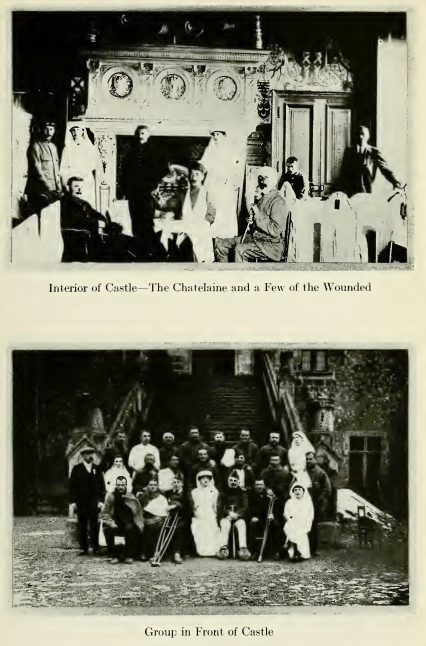 Interior of Castle—The Chatelaine and a Few of the Wounded
Group in Front of Castle